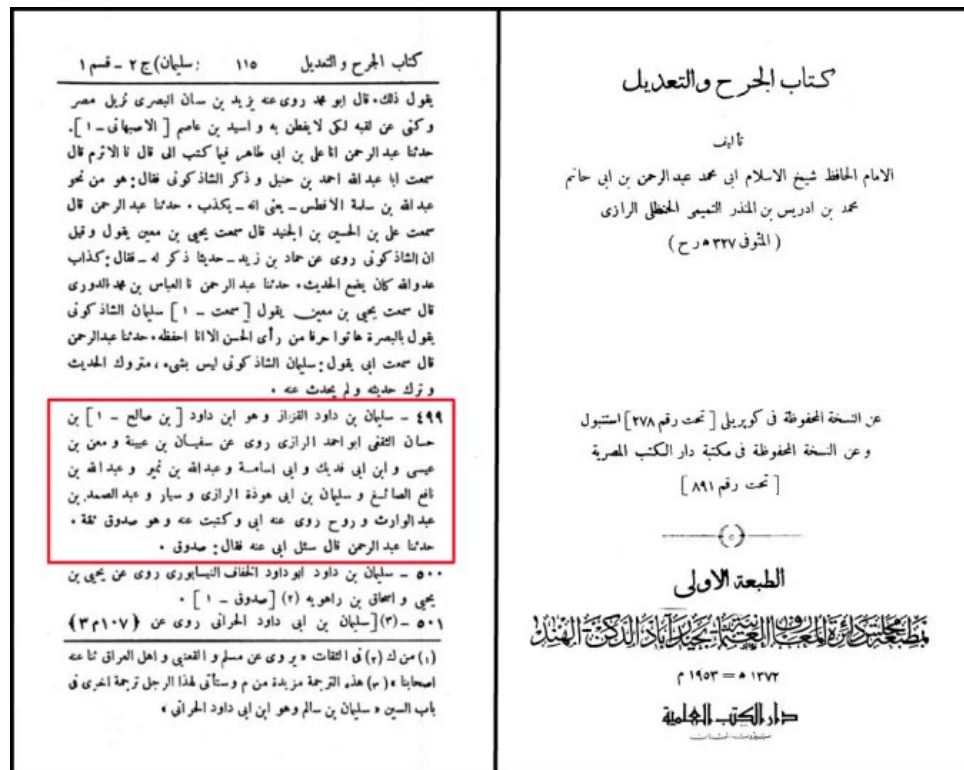 كتاب الجرح والتعديل ١١٥ (سليمان) ج ٢ ـ قسم ١
يقول ذلك. قال ابو محمد روى عنه يزيد بن سنان البصرى نزيل مصر
وكنى عن لقبه لكى لا يفطن به و اسيد بن عاصم [ الاصبهانى ـ ١ ].
حدثنا عبد الرحمن انا على بن ابى طاهر فيما كتب الى قال نا الاثرم قال
سمعت ابا عبد الله احمد بن حنبل و ذكر الشاذكونى فقال: هو من نحو
عبد الله بن سلمة الافطس ـ يعنى انه ـ يكذب. حدثنا عبد الرحمن قال
سمعت على بن الحسين بن الجنيد قال سمعت يحيى بن معين يقول و قيل
ان الشاذكونى روى عن حماد بن زيد ـ حديثا ذكر له ـ فقال: كذاب
عدو الله كان يضع الحديث. حدثنا عبد الرحمن نا العباس بن محمد الدورى
قال سمعت يحيى بن معين يقول [ سمعت ـ ١ ] سليمان الشاذكونى
يقول بالبصرة هاتوا حرفا من رأى الحسن الا انا احفظه. حدثنا عبد الرحمن
قال سمعت ابى يقول: سليمان الشاذكونى ليس بشىء، متروك الحديث
و ترك حديثه و لم يحدث عنه .
٤٩٩ ـ سليمان بن داود القزاز و هو ابن داود [ بن صالح ـ ١ ] بن
حسان الثقفى ابو احمد الرازى روى عن سفيان بن عيينة و معن بن
عيسى و ابن ابى فديك و ابى اسامة و عبد الله بن نمير و عبد الله بن
نافع الصائغ و سليمان بن ابى هوذة الرازى و سيار و عبد الصمد بن
عبد الوارث و روح روى عنه ابى و كتبت عنه و هو صدوق ثقة .
حدثنا عبد الرحمن قال سئل ابى عنه فقال: صدوق .
٥٠٠ ـ سليمان بن داود ابو داود الخفاف النيسابورى روى عن يحيى بن
يحيى و اسحاق بن راهويه (٢) [ صدوق ـ ١ ] .
٥٠١ ـ (٣) [ سليمان بن ابى داود الحرانى روى عن {١٠٧ م ٣}
(١) من ك (٢) فى الثقات « يروى عن مسلم و القعنبى و اهل العراق ثنا عنه
اصحابنا » (٣) هذه الترجمة مزيدة من م و ستأتى لهذا الرجل ترجمة اخرى فى
باب السين « سليمان بن سالم وهو ابن ابى داود الحرانى »
كتاب الجرح والتعديل
تأليف
الامام الحافظ شيخ الاسلام ابى محمد عبد الرحمن بن ابى حاتم
محمد بن ادريس بن المنذر التميمى الحنظلى الرازى
( المتوفى ٣٢٧ هـ رح )
عن النسخة المحفوظة فى كوپريلى [ تحت رقم ٢٧٨ ] استنبول
و عن النسخة المحفوظة فى مكتبة دار الكتب المصرية
[ تحت رقم ٨٩١ ]
الطبعة الاولى
بمطبعة مجلس دائرة المعارف العثمانية بحيدرآباد الدكن الهند
١٣٧٢ ھ = ١٩٥٣ م
دار الكتب العلمية
بيروت ـ لبنان